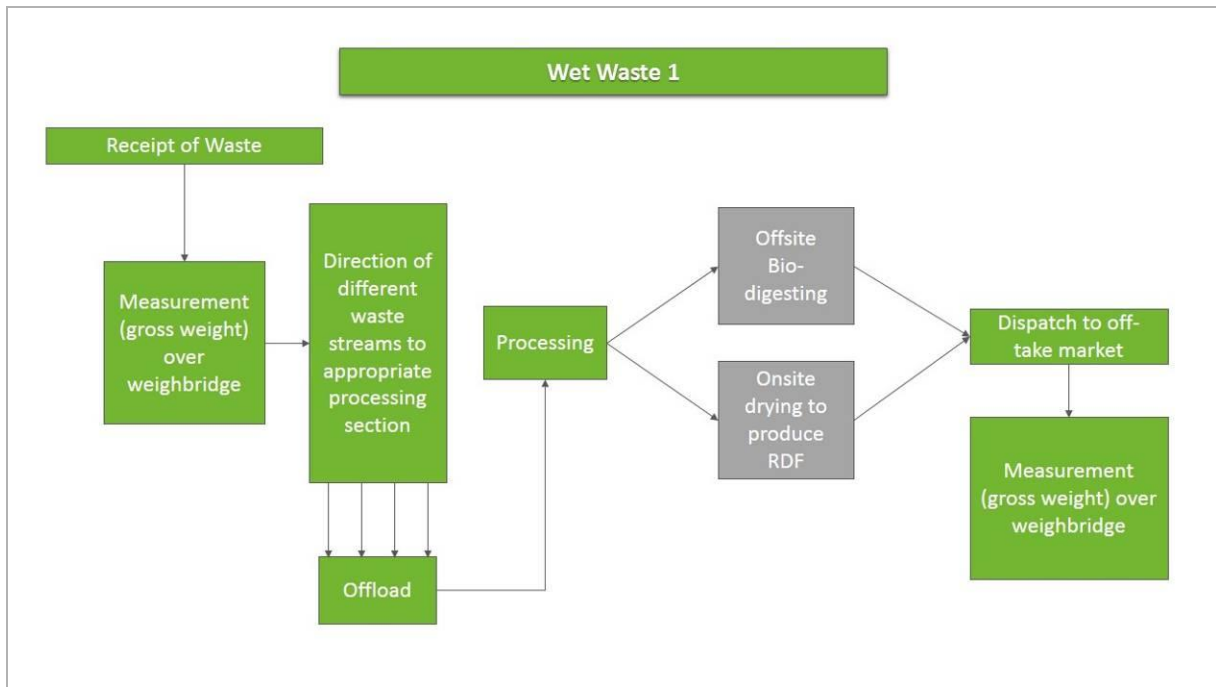 Wet Waste 1
Receipt of Waste
Measurement
(gross weight)
over
weighbridge
Direction of
different
waste
streams to
appropriate
processing
section
Offload
Processing
Offsite
Bio-
digesting
Onsite
drying to
produce
RDF
Dispatch to off-
take market
Measurement
(gross weight) over
weighbridge